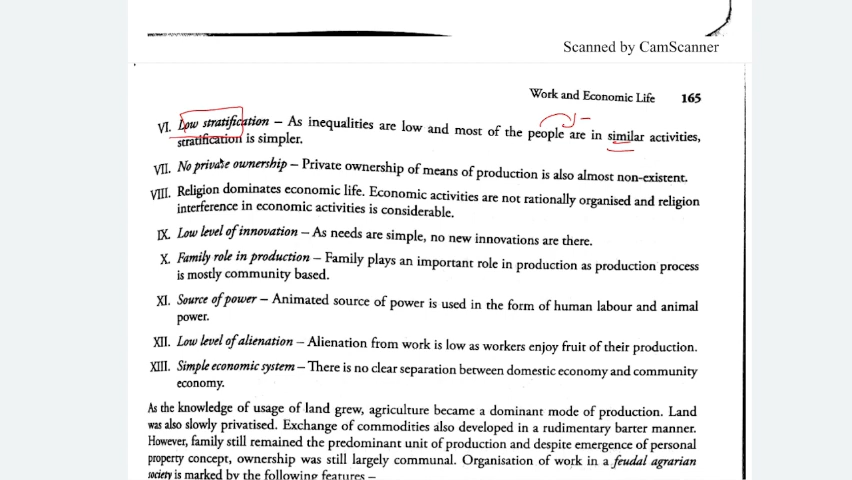 Scanned by CamScanner
Work and Economic Life 165
VI. Low stratification – As inequalities are low and most of the people are in similar activities,
stratification is simpler.
VII. No private ownership – Private ownership of means of production is also almost non-existent.
VIII. Religion dominates economic life. Economic activities are not rationally organised and religion
interference in economic activities is considerable.
IX. Low level of innovation – As needs are simple, no new innovations are there.
X. Family role in production – Family plays an important role in production as production process
is mostly community based.
XI. Source of power – Animated source of power is used in the form of human labour and animal
power.
XII. Low level of alienation – Alienation from work is low as workers enjoy fruit of their production.
XIII. Simple economic system – There is no clear separation between domestic economy and community
economy.
As the knowledge of usage of land grew, agriculture became a dominant mode of production. Land
was also slowly privatised. Exchange of commodities also developed in a rudimentary barter manner.
However, family still remained the predominant unit of production and despite emergence of personal
property concept, ownership was still largely communal. Organisation of work in a feudal agrarian
society is marked by the following features –